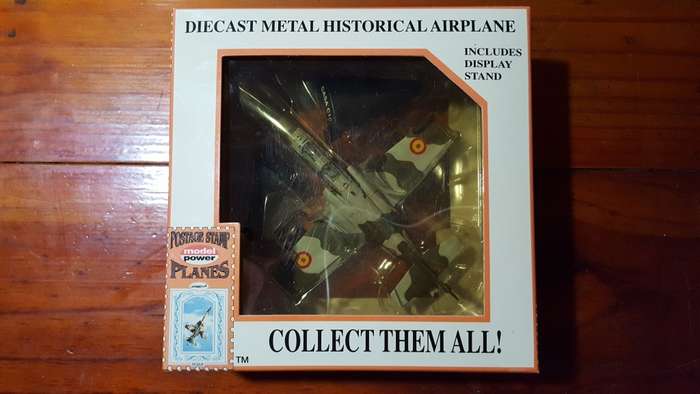 DIECAST METAL HISTORICAL AIRPLANE
INCLUDES
DISPLAY
STAND
POSTAGE STAMP
model
power
PLANES
COLLECT THEM ALL!
TM